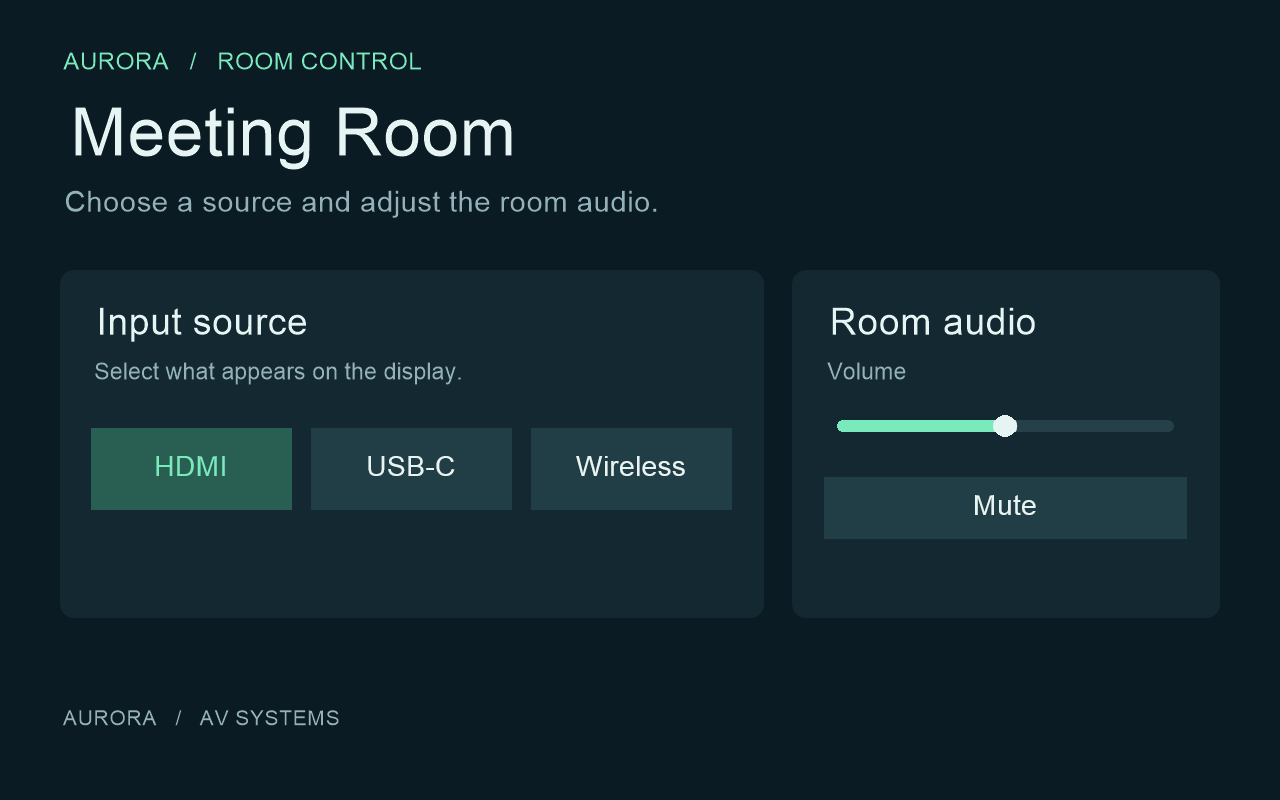 AURORA / ROOM CONTROL
Meeting Room
Choose a source and adjust the room audio.
Input source
Select what appears on the display.
HDMI
USB-C
Wireless
Room audio
Volume
Mute
AURORA / AV SYSTEMS